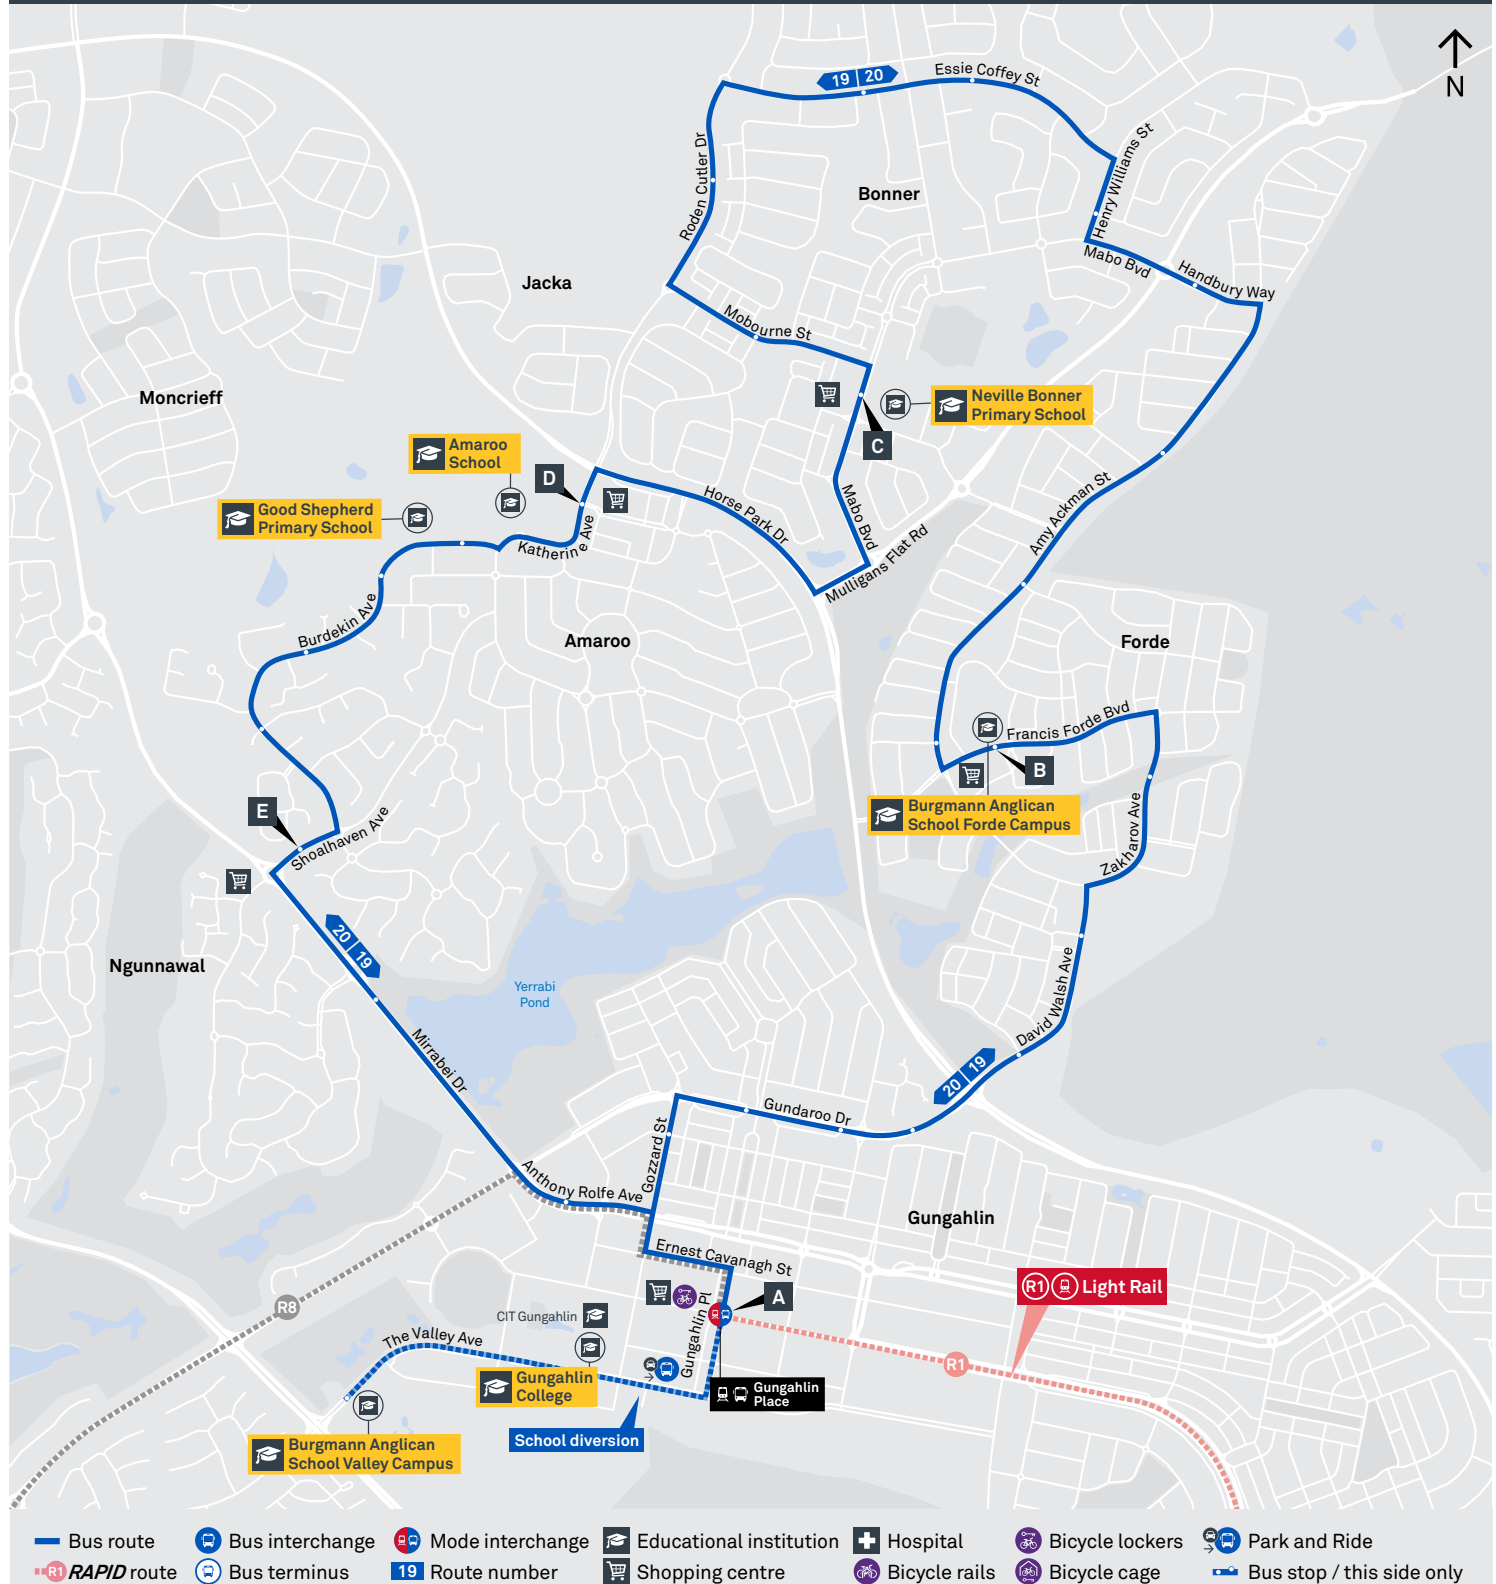 N
19 20
Essie Coffey St
Henry Williams St
Roden Cutler Dr
Bonner
Mabo Bvd
Handbury Way
Jacka
Mobourne St
Moncrieff
Neville Bonner
Primary School
C
Amaroo
School
D
Good Shepherd
Primary School
Horse Park Dr
Mabo Bvd
Amy Ackman St
Katherine Ave
Mulligans Flat Rd
Burdekin Ave
Amaroo
Forde
Francis Forde Bvd
B
Burgmann Anglican
School Forde Campus
E
Shoalhaven Ave
Zakharov Ave
20 19
Ngunnawal
Yerrabi
Pond
David Walsh Ave
Mirrabei Dr
20 19
Gundaroo Dr
Gozzard St
Anthony Rolfe Ave
Gungahlin
Ernest Cavanagh St
A
R1 Light Rail
R8
CIT Gungahlin
Gungahlin Pl
The Valley Ave
R1
Gungahlin
College
Gungahlin
Place
School diversion
Burgmann Anglican
School Valley Campus
Bus route
Bus interchange
Mode interchange
Educational institution
Hospital
Bicycle lockers
Park and Ride
R1 RAPID route
Bus terminus
19 Route number
Shopping centre
Bicycle rails
Bicycle cage
Bus stop / this side only